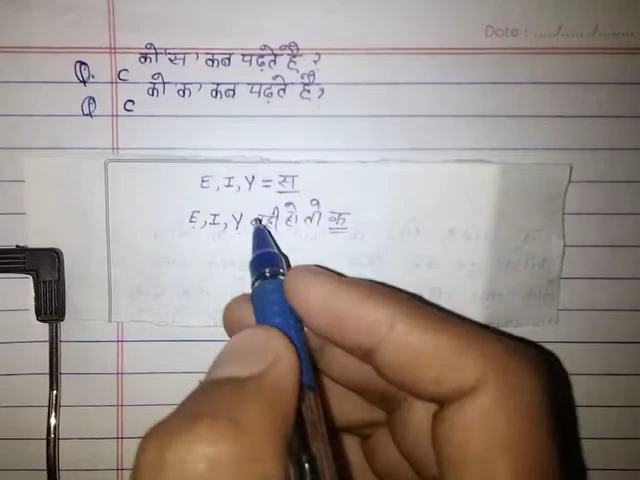 Date : ...../...../.....
Q. C को 'स' कब पढ़ते हैं ?
Q C को क' कब पढ़ते हैं?
E, I, Y = स
E, I, Y नही हो तो क